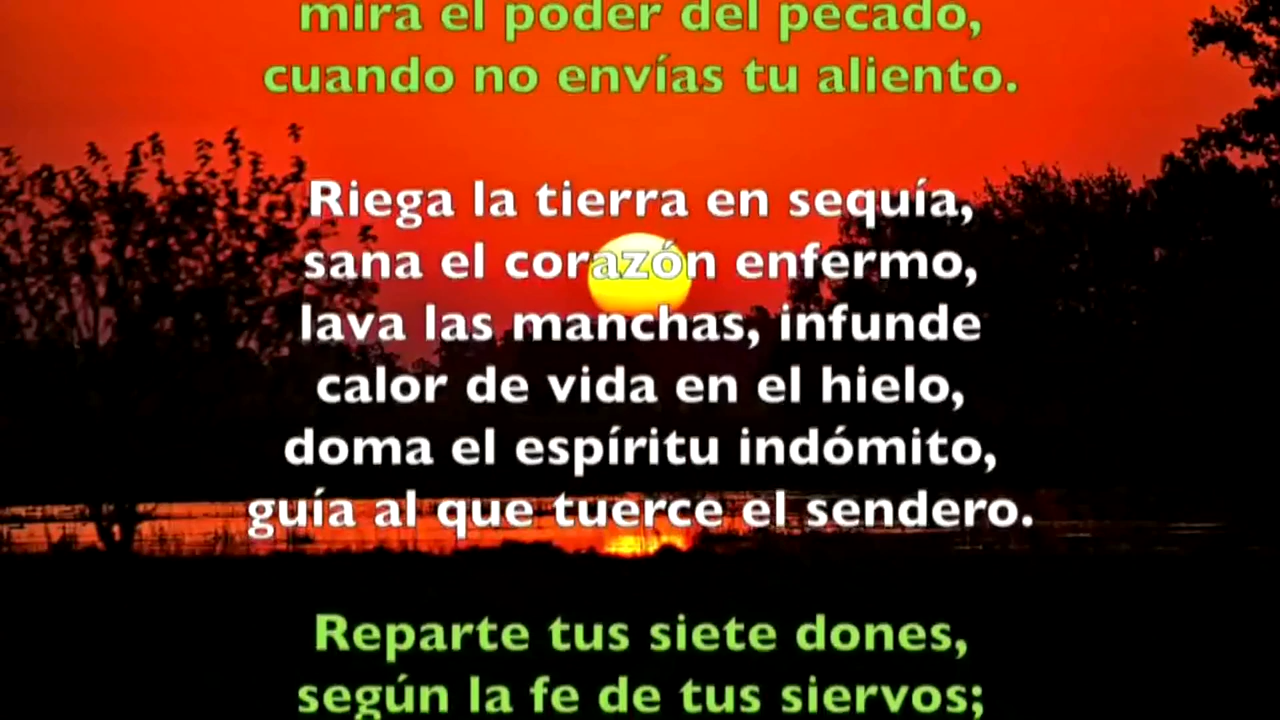 mira el poder del pecado,
cuando no envías tu aliento.
Riega la tierra en sequía,
sana el corazón enfermo,
lava las manchas, infunde
calor de vida en el hielo,
doma el espíritu indómito,
guía al que tuerce el sendero.
Reparte tus siete dones,
según la fe de tus siervos;